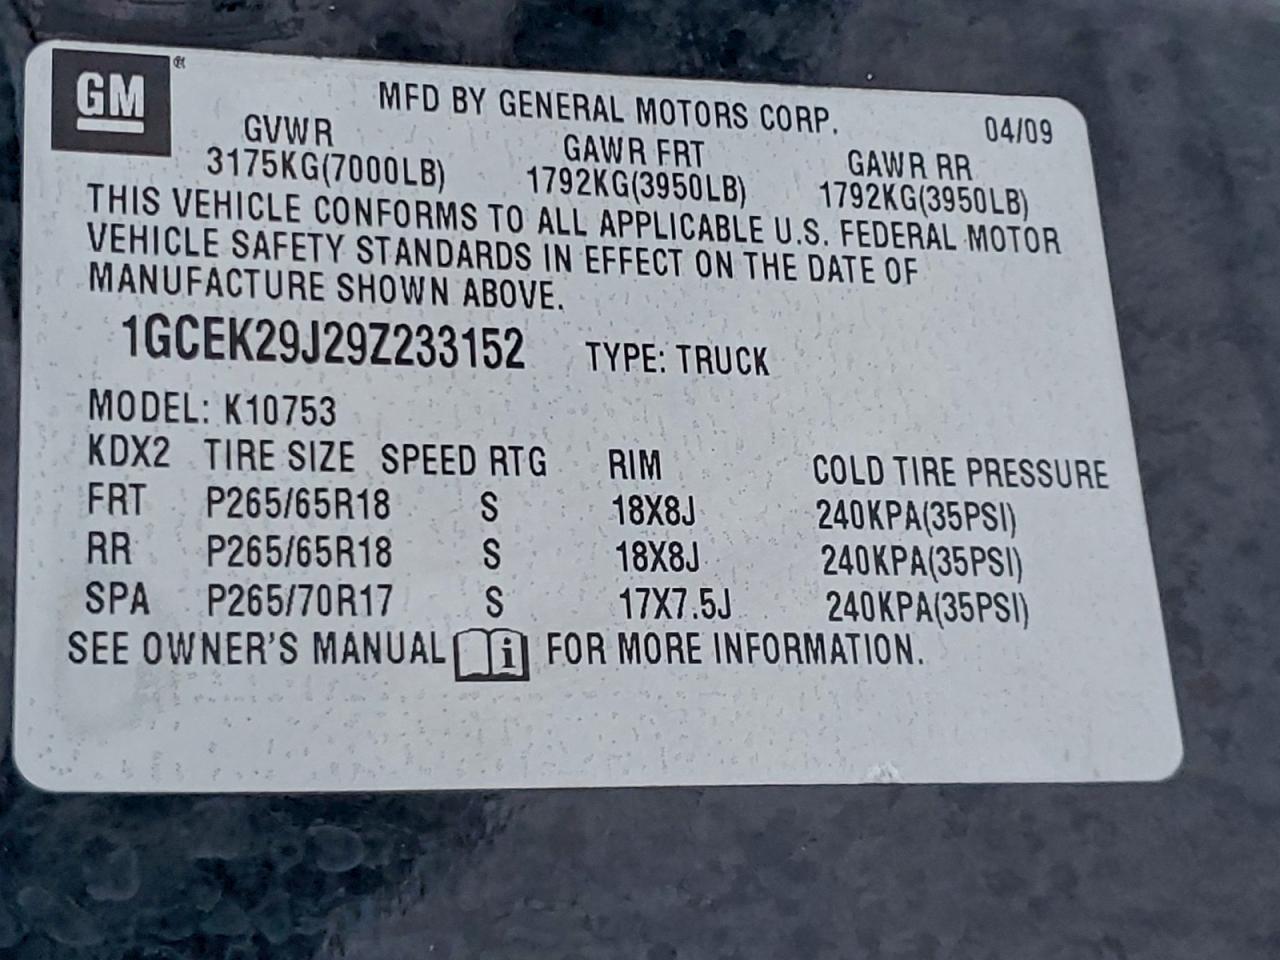 GM®
MFD BY GENERAL MOTORS CORP. 04/09
GVWR GAWR FRT GAWR RR
3175KG(7000LB) 1792KG(3950LB) 1792KG(3950LB)
THIS VEHICLE CONFORMS TO ALL APPLICABLE U.S. FEDERAL MOTOR
VEHICLE SAFETY STANDARDS IN EFFECT ON THE DATE OF
MANUFACTURE SHOWN ABOVE.
1GCEK29J29Z233152 TYPE: TRUCK
MODEL: K10753
KDX2 TIRE SIZE SPEED RTG RIM COLD TIRE PRESSURE
FRT P265/65R18 S 18X8J 240KPA(35PSI)
RR P265/65R18 S 18X8J 240KPA(35PSI)
SPA P265/70R17 S 17X7.5J 240KPA(35PSI)
SEE OWNER'S MANUAL i FOR MORE INFORMATION.